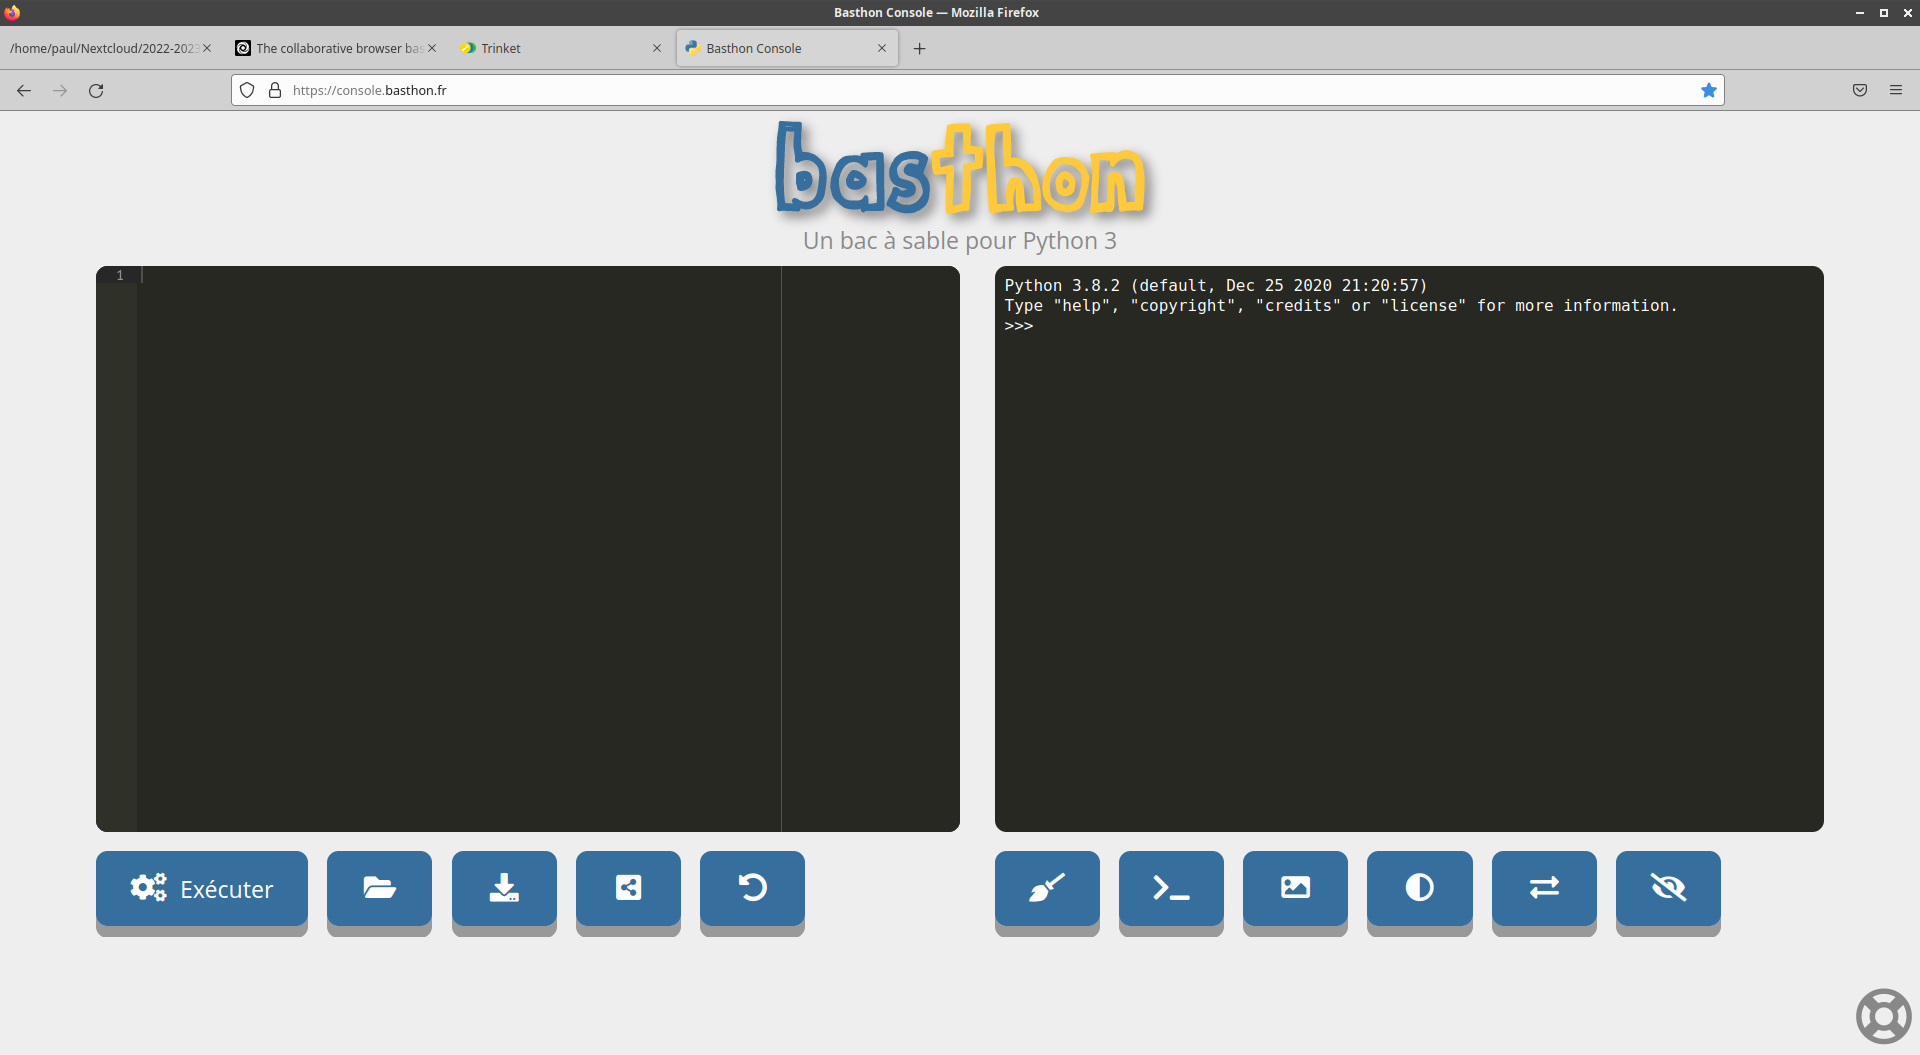 Basthon Console — Mozilla Firefox
/home/paul/Nextcloud/2022-2023
The collaborative browser bas
Trinket
Basthon Console
https://console.basthon.fr
basthon
Un bac à sable pour Python 3
1
Python 3.8.2 (default, Dec 25 2020 21:20:57)
Type "help", "copyright", "credits" or "license" for more information.
>>>
Exécuter